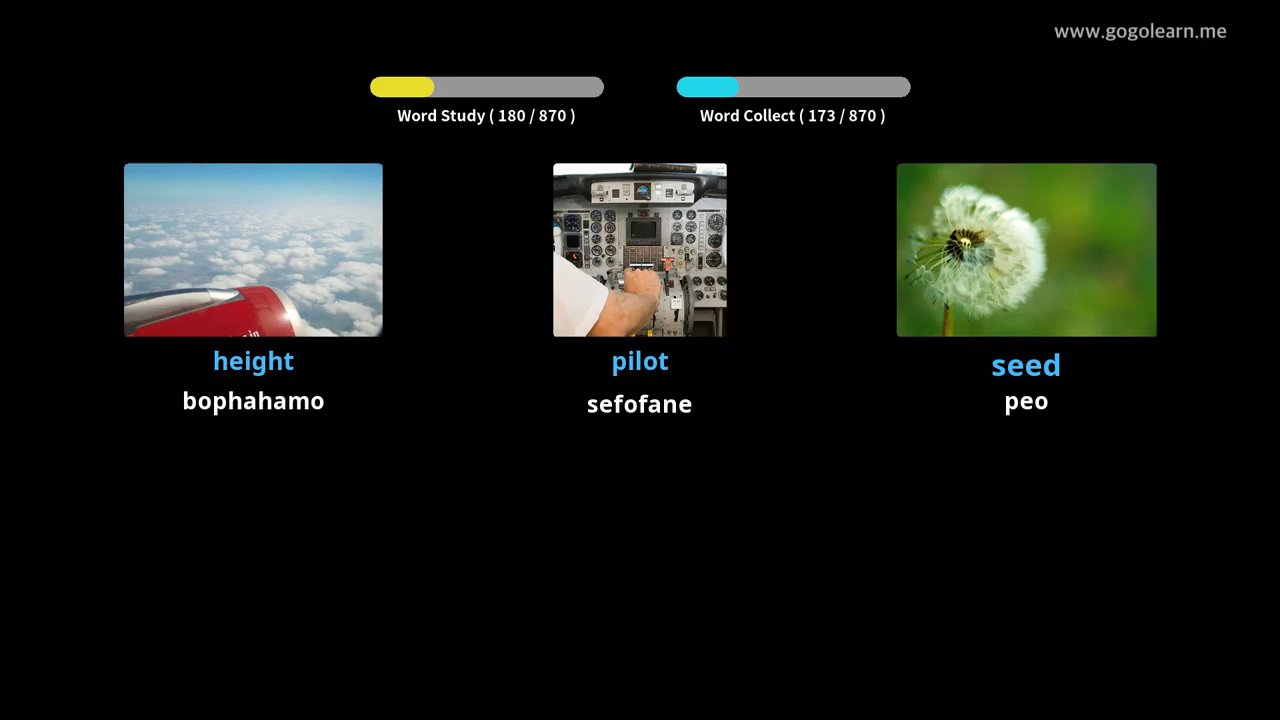 www.gogolearn.me
Word Study ( 180 / 870 )
Word Collect ( 173 / 870 )
height
pilot
seed
bophahamo
sefofane
peo